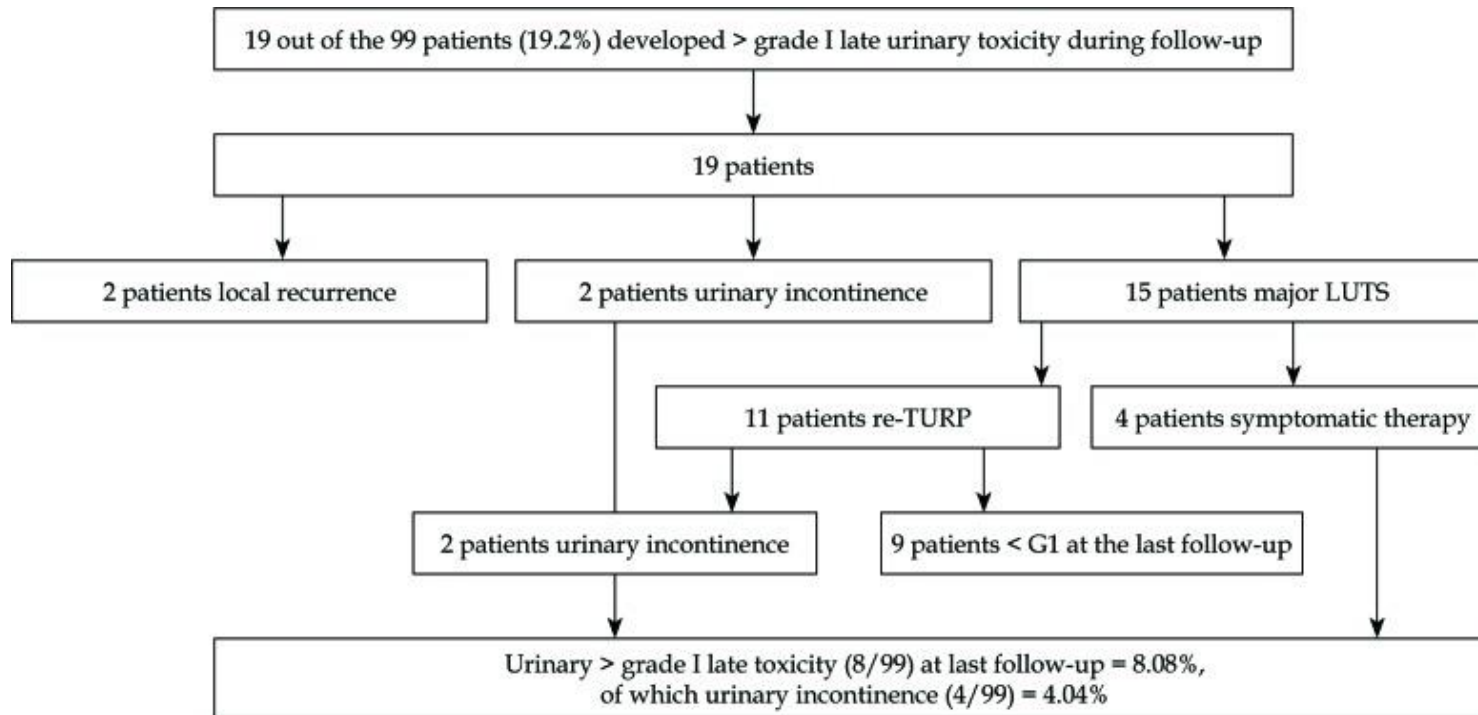 19 out of the 99 patients (19.2%) developed > grade I late urinary toxicity during follow-up
19 patients
2 patients local recurrence
2 patients urinary incontinence
15 patients major LUTS
11 patients re-TURP
4 patients symptomatic therapy
2 patients urinary incontinence
9 patients < G1 at the last follow-up
Urinary > grade I late toxicity (8/99) at last follow-up = 8.08%,
of which urinary incontinence (4/99) = 4.04%